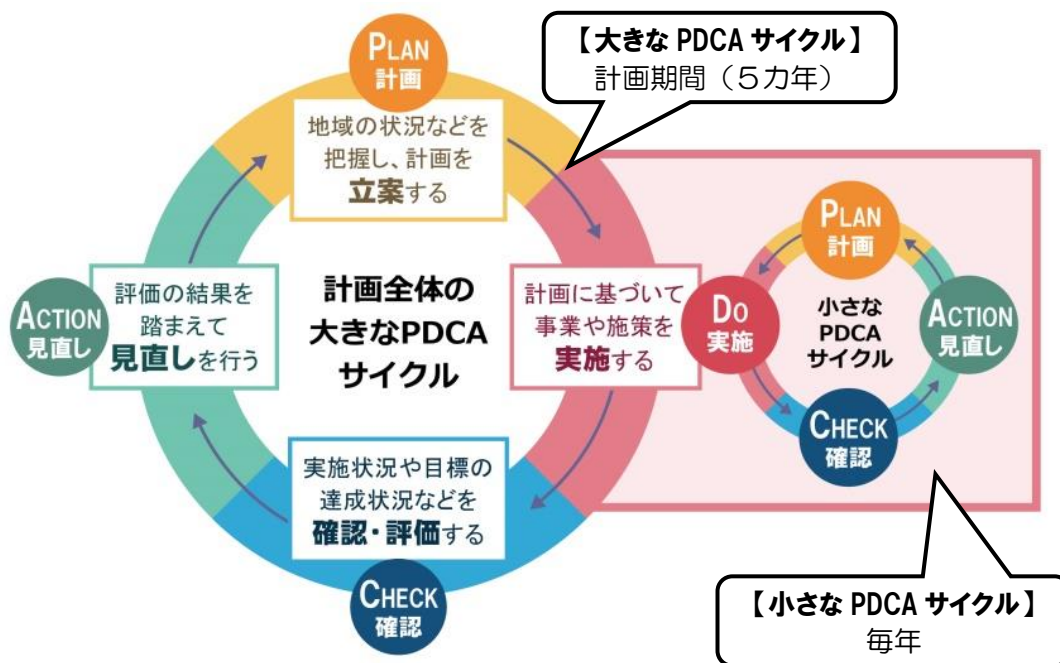 【大きな PDCA サイクル】
計画期間（５カ年）
PLAN
計画
地域の状況などを
把握し、計画を
立案する
計画全体の
大きなPDCA
サイクル
計画に基づいて
事業や施策を
実施する
DO
実施
実施状況や目標の
達成状況などを
確認・評価する
CHECK
確認
評価の結果を
踏まえて
見直しを行う
ACTION
見直し
PLAN
計画
小さな
PDCA
サイクル
CHECK
確認
ACTION
見直し
【小さな PDCA サイクル】
毎年